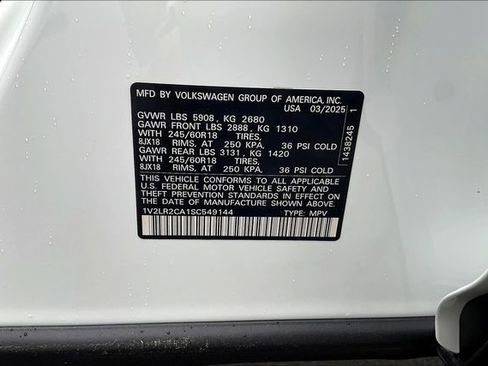 MFD BY VOLKSWAGEN GROUP OF AMERICA, INC.
USA 03/2025
GVWR LBS 5908, KG 2680
GAWR FRONT LBS 2888, KG 1310
WITH 245/60R18 TIRES,
8JX18 RIMS, AT 250 KPA, 36 PSI COLD
GAWR REAR LBS 3131, KG 1420
WITH 245/60R18 TIRES,
8JX18 RIMS, AT 250 KPA, 36 PSI COLD
THIS VEHICLE CONFORMS TO ALL APPLICABLE
U.S. FEDERAL MOTOR VEHICLE SAFETY AND
THEFT PREVENTION STANDARDS IN EFFECT
ON THE DATE OF MANUFACTURE SHOWN ABOVE.
1V2LR2CA1SC549144 TYPE: MPV
1438245 1